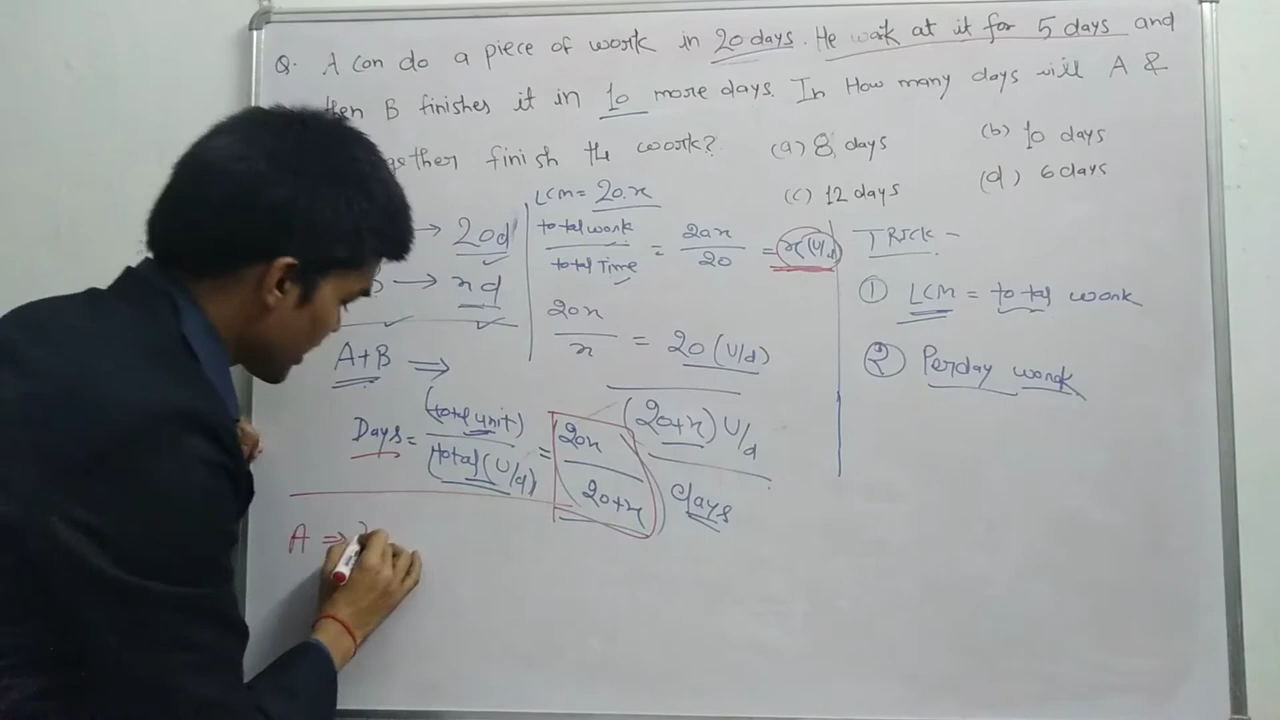 Q. A Can do a piece of work in 20 days. He work at it for 5 days and
then B finishes it in 10 more days. In How many days will A &
gether finish the work? (a) 8 days (b) 10 days
(c) 12 days (d) 6 days
→ 20d
B → x d
A+B ⇒
LCM = 20.x
total work / total Time = 20x / 20 = x (U/d)
20x / x = 20 (U/d)
(20+x) U/d
Days = (total unit) / (total (U/d)) = 20x / 20+x days
A ⇒
TRICK -
① LCM = total work
② Perday work